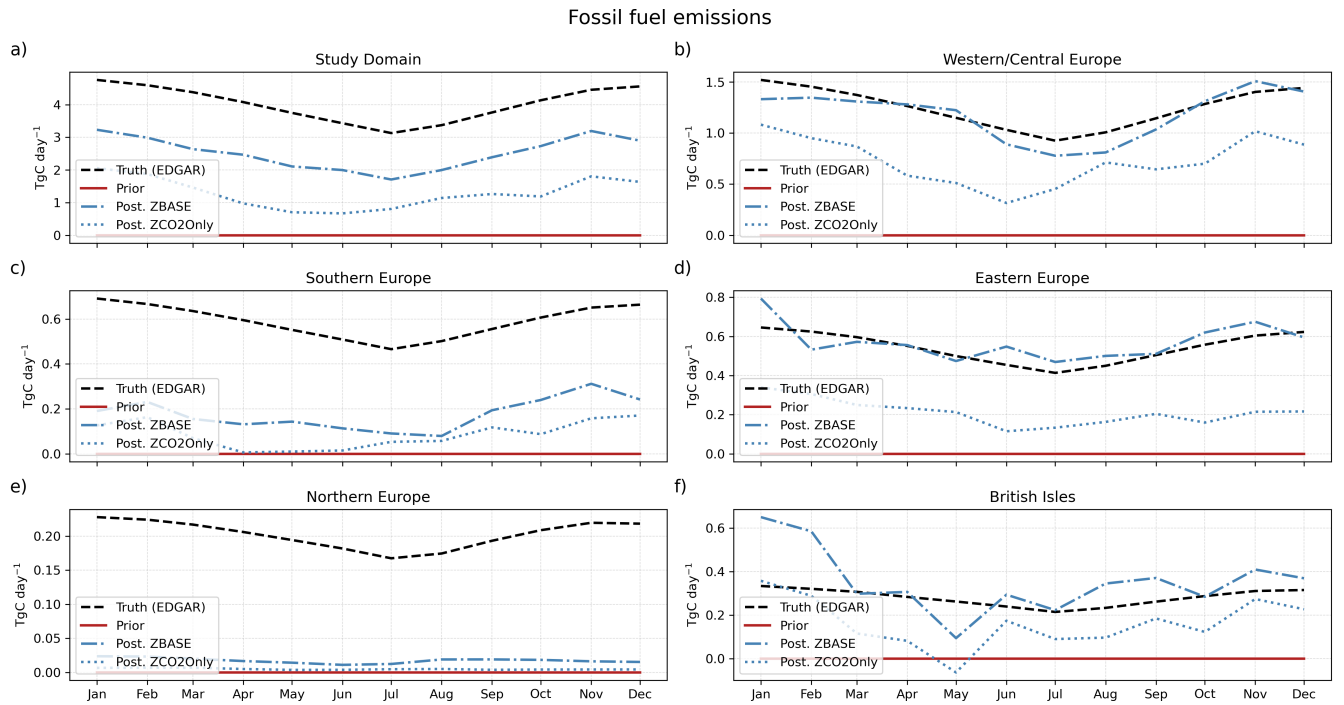 Fossil fuel emissions
a)
Study Domain
TgC day⁻¹
4
3
2
1
0
Truth (EDGAR)
Prior
Post. ZBASE
Post. ZCO2Only
b)
Western/Central Europe
TgC day⁻¹
1.5
1.0
0.5
0.0
Truth (EDGAR)
Prior
Post. ZBASE
Post. ZCO2Only
c)
Southern Europe
TgC day⁻¹
0.6
0.4
0.2
0.0
Truth (EDGAR)
Prior
Post. ZBASE
Post. ZCO2Only
d)
Eastern Europe
TgC day⁻¹
0.8
0.6
0.4
0.2
0.0
Truth (EDGAR)
Prior
Post. ZBASE
Post. ZCO2Only
e)
Northern Europe
TgC day⁻¹
0.20
0.15
0.10
0.05
0.00
Truth (EDGAR)
Prior
Post. ZBASE
Post. ZCO2Only
Jan Feb Mar Apr May Jun Jul Aug Sep Oct Nov Dec
f)
British Isles
TgC day⁻¹
0.6
0.4
0.2
0.0
Truth (EDGAR)
Prior
Post. ZBASE
Post. ZCO2Only
Jan Feb Mar Apr May Jun Jul Aug Sep Oct Nov Dec